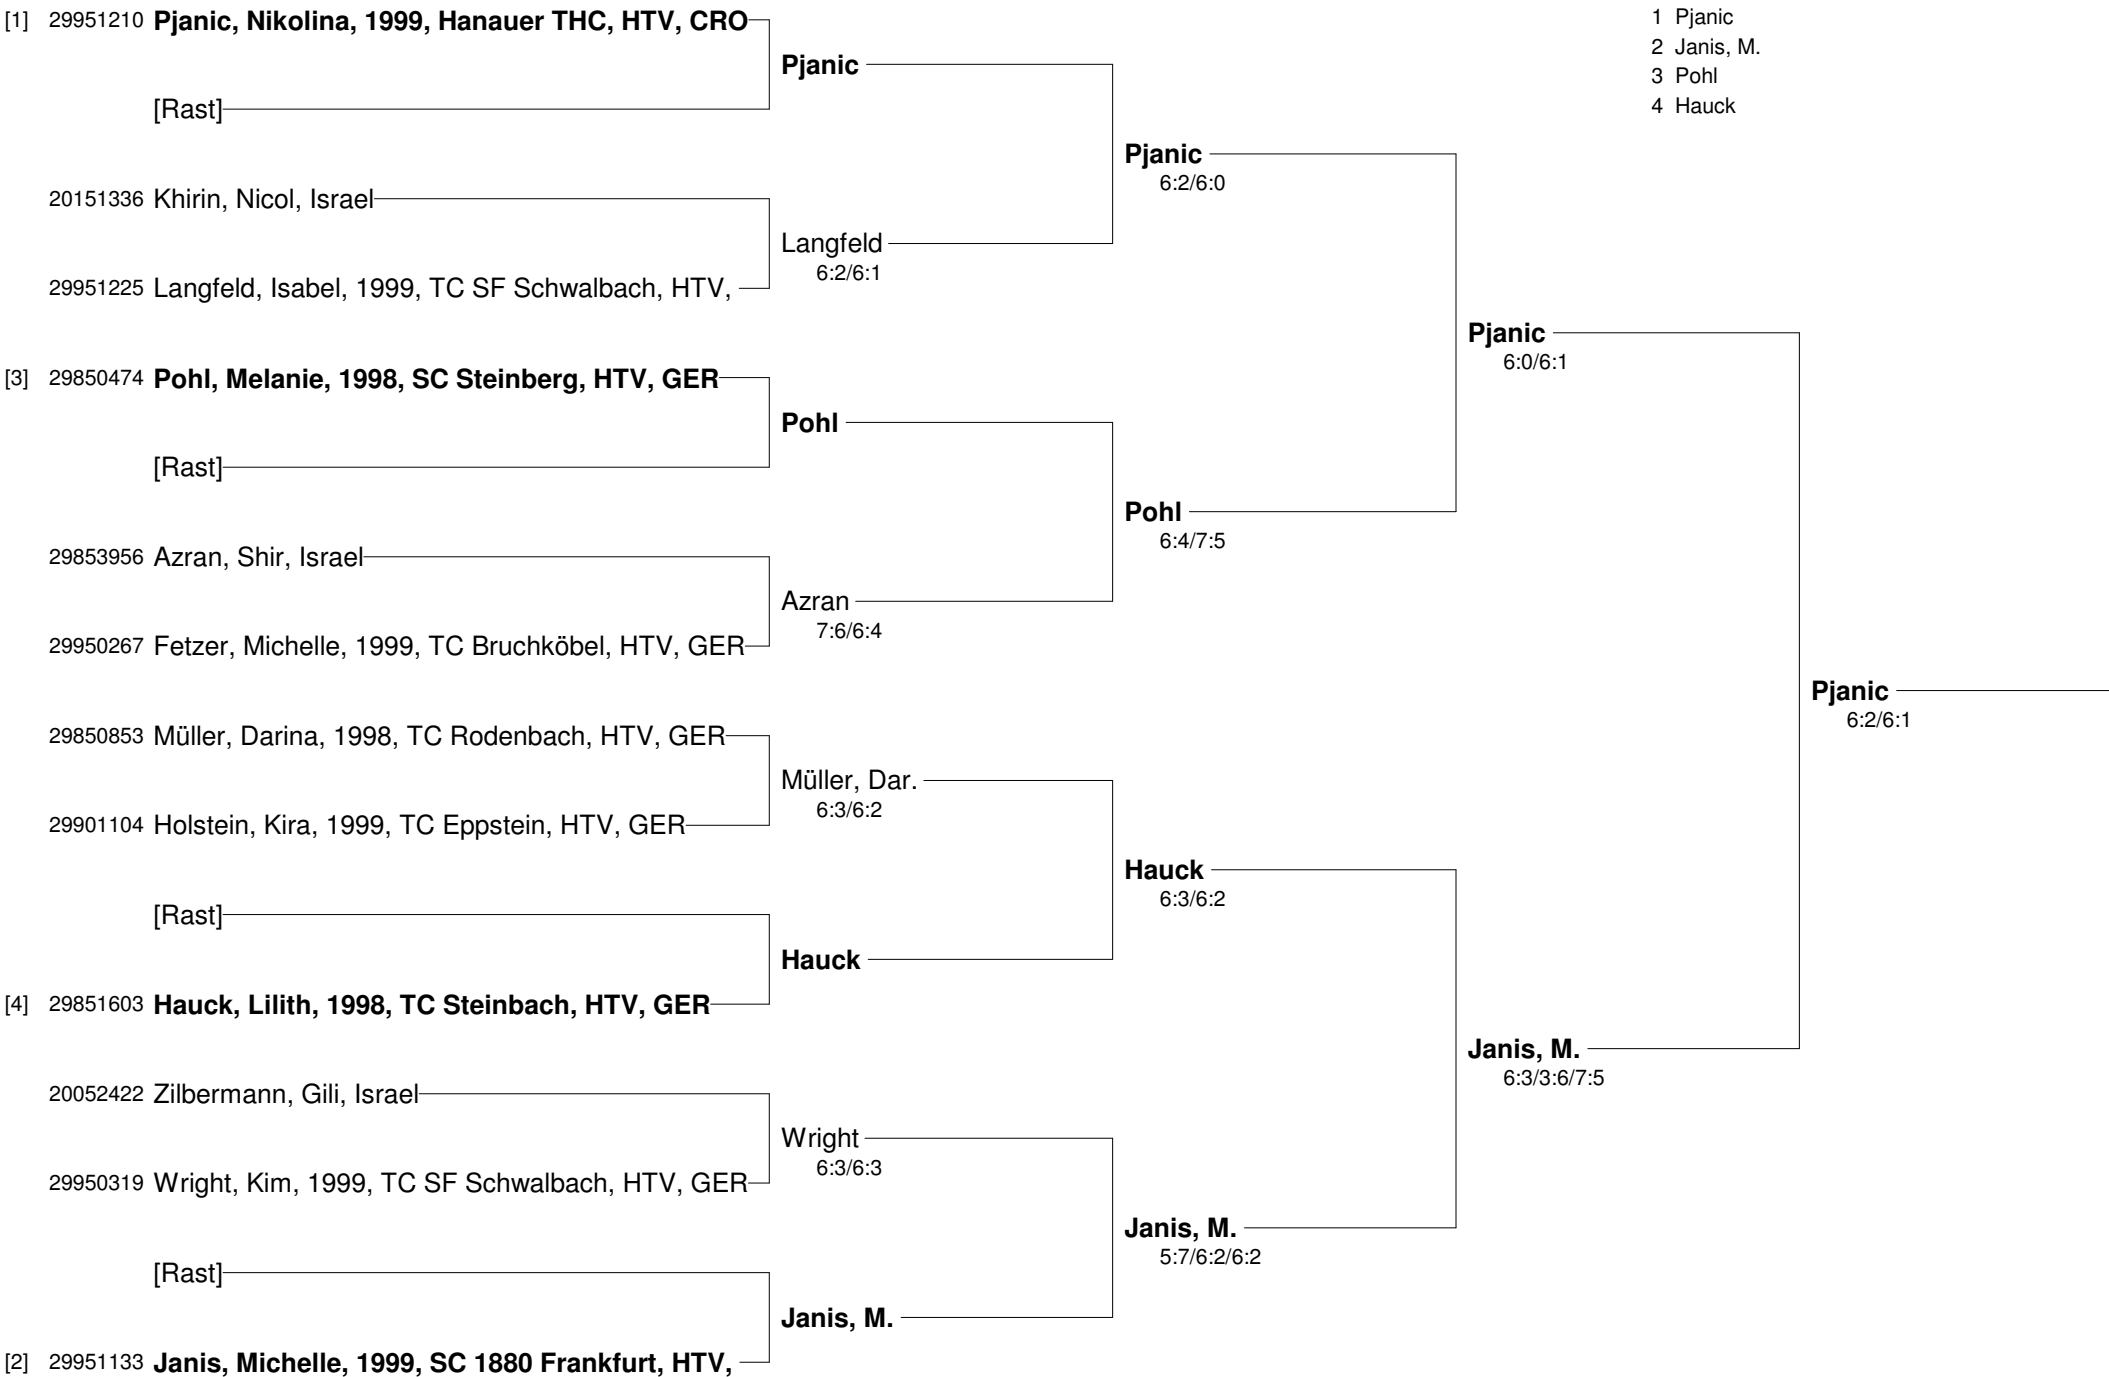 [1] 29951210 Pjanic, Nikolina, 1999, Hanauer THC, HTV, CRO
1 Pjanic
2 Janis, M.
3 Pohl
4 Hauck
Pjanic
[Rast]
Pjanic
6:2/6:0
20151336 Khirin, Nicol, Israel
Langfeld
6:2/6:1
29951225 Langfeld, Isabel, 1999, TC SF Schwalbach, HTV,
Pjanic
6:0/6:1
[3] 29850474 Pohl, Melanie, 1998, SC Steinberg, HTV, GER
Pohl
[Rast]
Pohl
6:4/7:5
29853956 Azran, Shir, Israel
Azran
7:6/6:4
29950267 Fetzer, Michelle, 1999, TC Bruchköbel, HTV, GER
Pjanic
6:2/6:1
29850853 Müller, Darina, 1998, TC Rodenbach, HTV, GER
Müller, Dar.
6:3/6:2
29901104 Holstein, Kira, 1999, TC Eppstein, HTV, GER
Hauck
6:3/6:2
[Rast]
Hauck
[4] 29851603 Hauck, Lilith, 1998, TC Steinbach, HTV, GER
Janis, M.
6:3/3:6/7:5
20052422 Zilbermann, Gili, Israel
Wright
6:3/6:3
29950319 Wright, Kim, 1999, TC SF Schwalbach, HTV, GER
Janis, M.
5:7/6:2/6:2
[Rast]
Janis, M.
[2] 29951133 Janis, Michelle, 1999, SC 1880 Frankfurt, HTV,